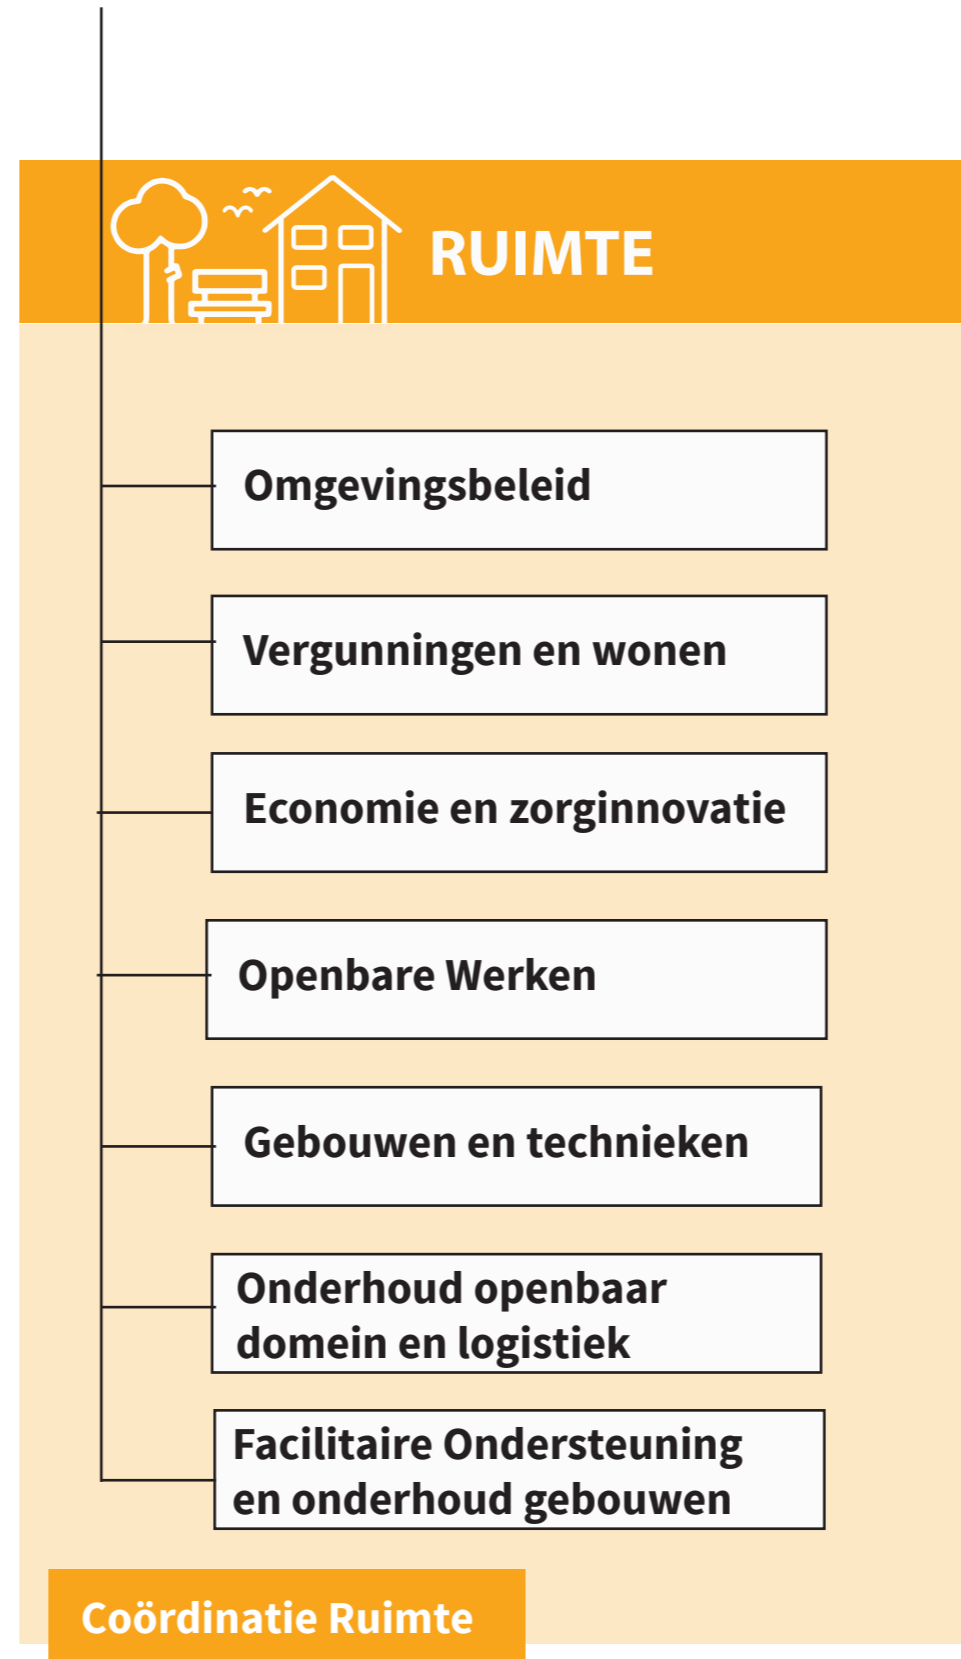 RUIMTE
Omgevingsbeleid
Vergunningen en wonen
Economie en zorginnovatie
Openbare Werken
Gebouwen en technieken
Onderhoud openbaar
domein en logistiek
Facilitaire Ondersteuning
en onderhoud gebouwen
Coördinatie Ruimte